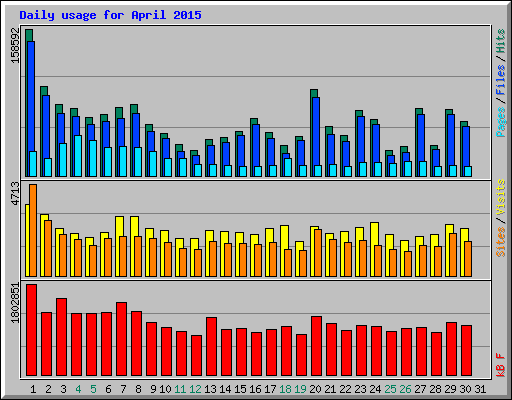 Daily usage for April 2015
158592
Pages / Files / Hits
4713
Sites / Visits
1802851
kB F
1 2 3 4 5 6 7 8 9 10 11 12 13 14 15 16 17 18 19 20 21 22 23 24 25 26 27 28 29 30 31